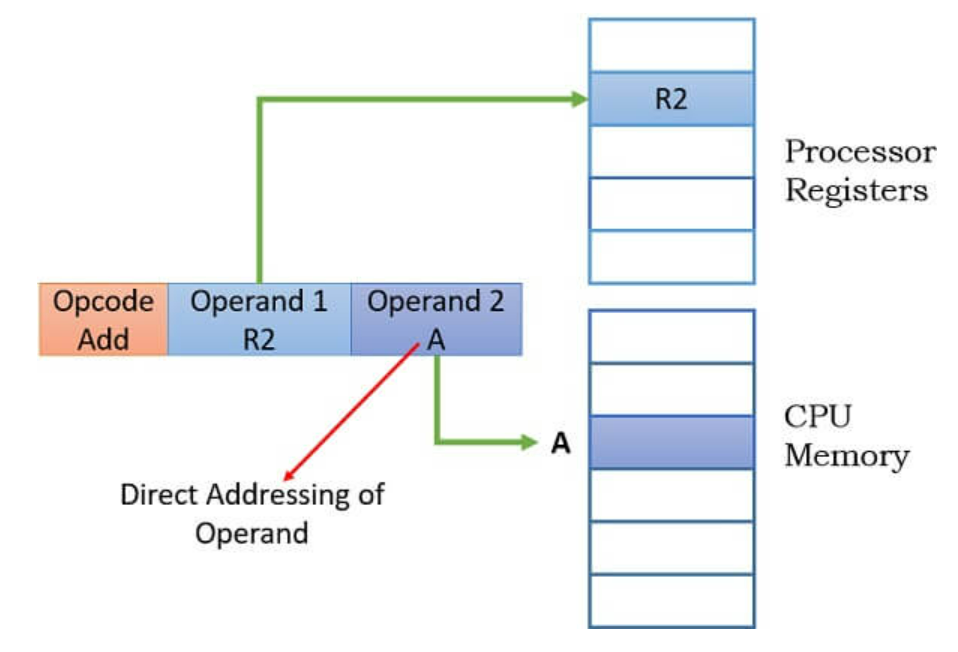 R2
Processor
Registers
Opcode
Add
Operand 1
R2
Operand 2
A
A
CPU
Memory
Direct Addressing of
Operand